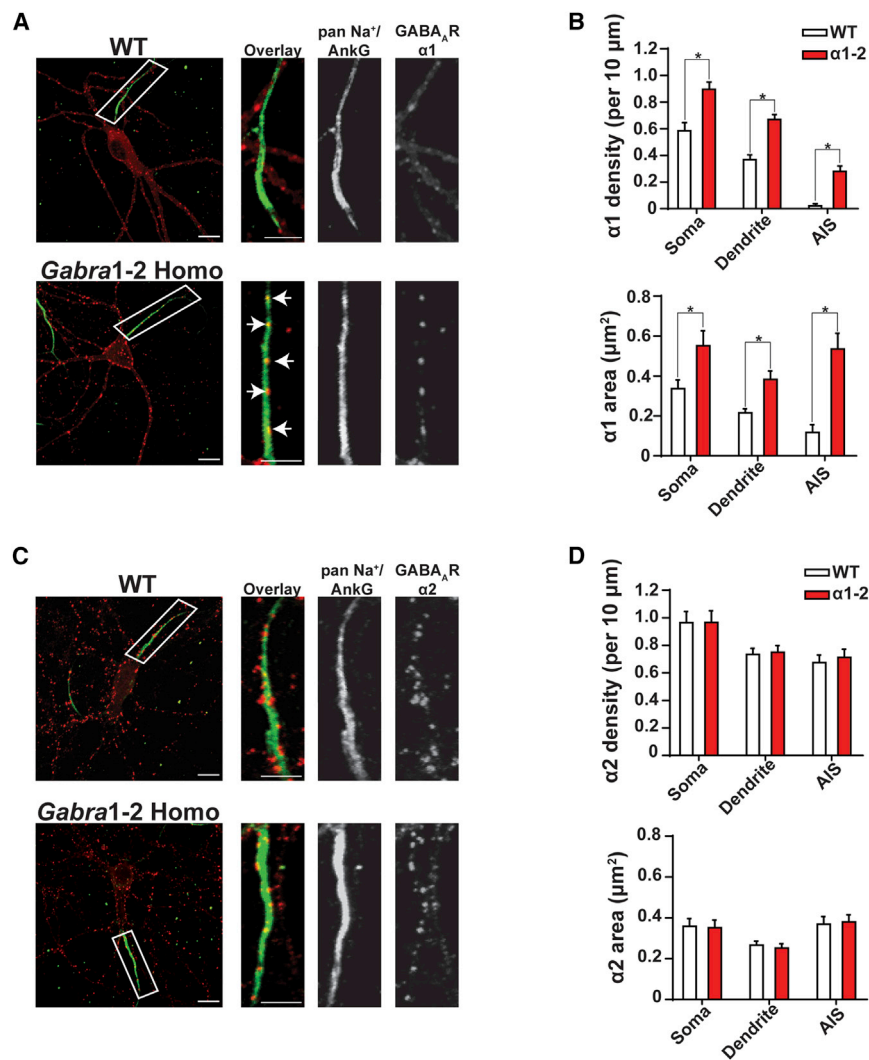 A
WT
Overlay
pan Na⁺/
AnkG
GABA_AR
α1
Gabra1-2 Homo
B
WT
α1-2
α1 density (per 10 μm)
1.2
1.0
0.8
0.6
0.4
0.2
0
Soma
Dendrite
AIS
*
*
*
α1 area (μm²)
0.8
0.6
0.4
0.2
0
Soma
Dendrite
AIS
*
*
*
C
WT
Overlay
pan Na⁺/
AnkG
GABA_AR
α2
Gabra1-2 Homo
D
WT
α1-2
α2 density (per 10 μm)
1.2
1.0
0.8
0.6
0.4
0.2
0
Soma
Dendrite
AIS
α2 area (μm²)
0.8
0.6
0.4
0.2
0
Soma
Dendrite
AIS